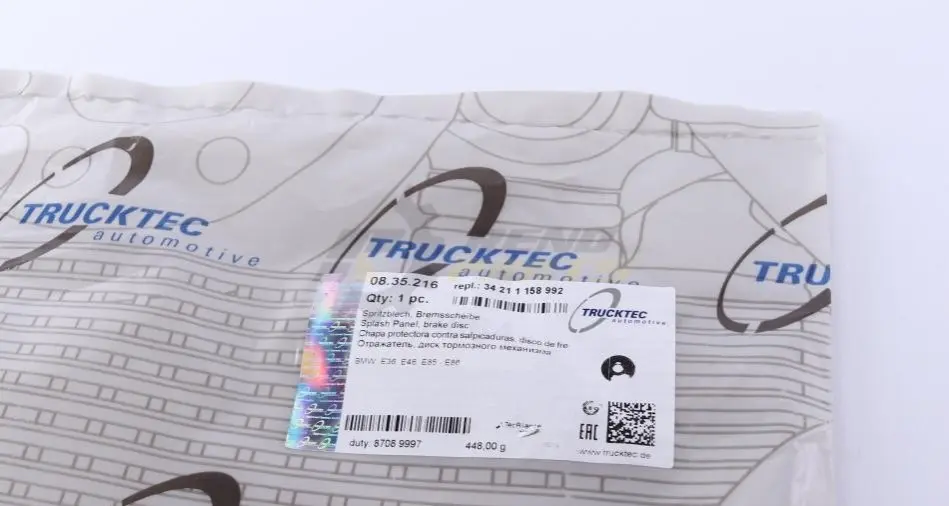 TRUCKTEC
automotive
TRUCKTEC
automotive
TRU
08.35.216
repl.: 34 21 1 158 992
Qty: 1 pc.
TRUCKTEC
automotive
Spritzblech, Bremsscheibe
Splash Panel, brake disc
Chapa protectora contra salpicaduras, disco de fre
Отражатель, диск тормозного механизма
BMW E36, E46, E85, E86
EAC
duty: 8708 9997
448,00 g
www.trucktec.de